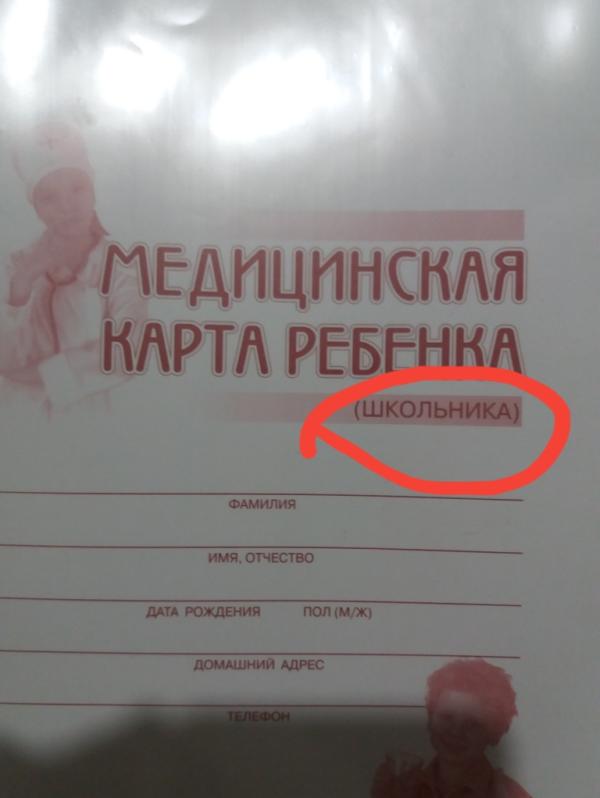 МЕДИЦИНСКАЯ
КАРТА РЕБЕНКА
(ШКОЛЬНИКА)
ФАМИЛИЯ
ИМЯ, ОТЧЕСТВО
ДАТА РОЖДЕНИЯ ПОЛ (М/Ж)
ДОМАШНИЙ АДРЕС
ТЕЛЕФОН